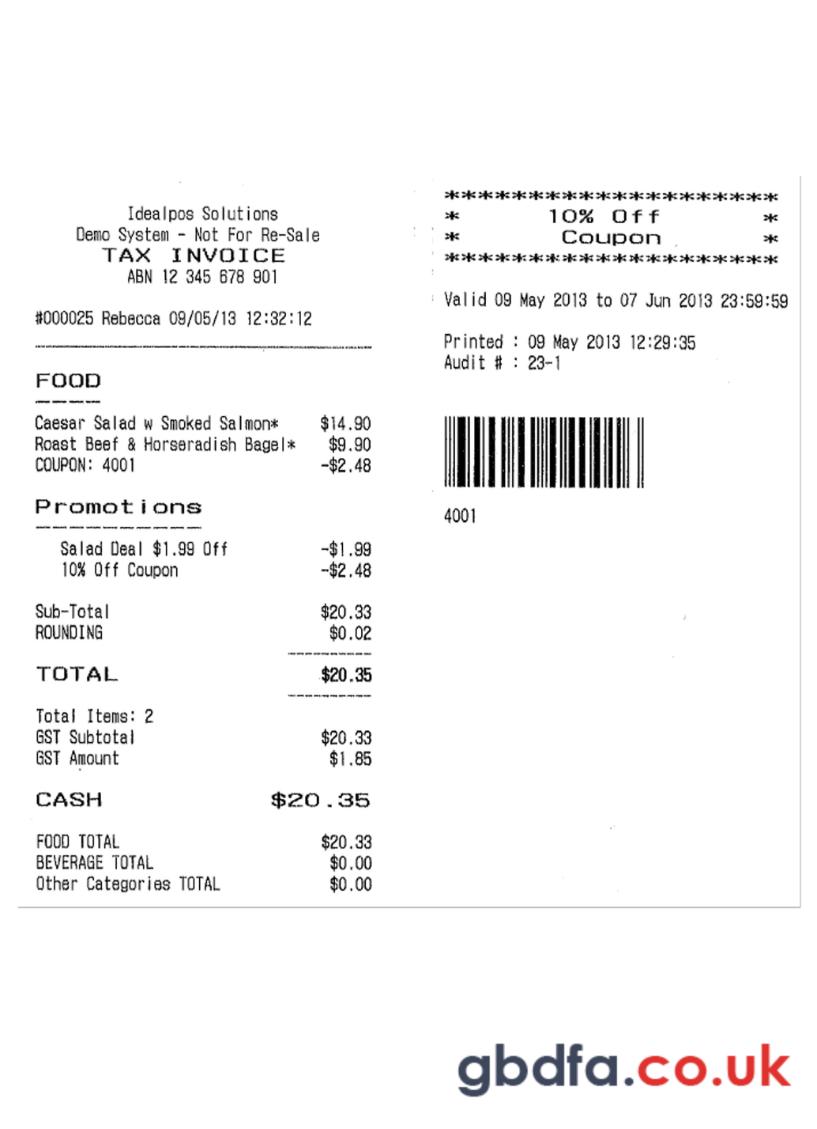 Idealpos Solutions
Demo System - Not For Re-Sale
TAX INVOICE
ABN 12 345 678 901
#000025 Rebecca 09/05/13 12:32:12
FOOD
Caesar Salad w Smoked Salmon* $14.90
Roast Beef & Horseradish Bagel* $9.90
COUPON: 4001 -$2.48
Promotions
Salad Deal $1.99 Off -$1.99
10% Off Coupon -$2.48
Sub-Total $20.33
ROUNDING $0.02
TOTAL $20.35
Total Items: 2
GST Subtotal $20.33
GST Amount $1.85
CASH $20.35
FOOD TOTAL $20.33
BEVERAGE TOTAL $0.00
Other Categories TOTAL $0.00
********************
* 10% Off *
* Coupon *
********************
Valid 09 May 2013 to 07 Jun 2013 23:59:59
Printed : 09 May 2013 12:29:35
Audit # : 23-1
4001
gbdfa.co.uk